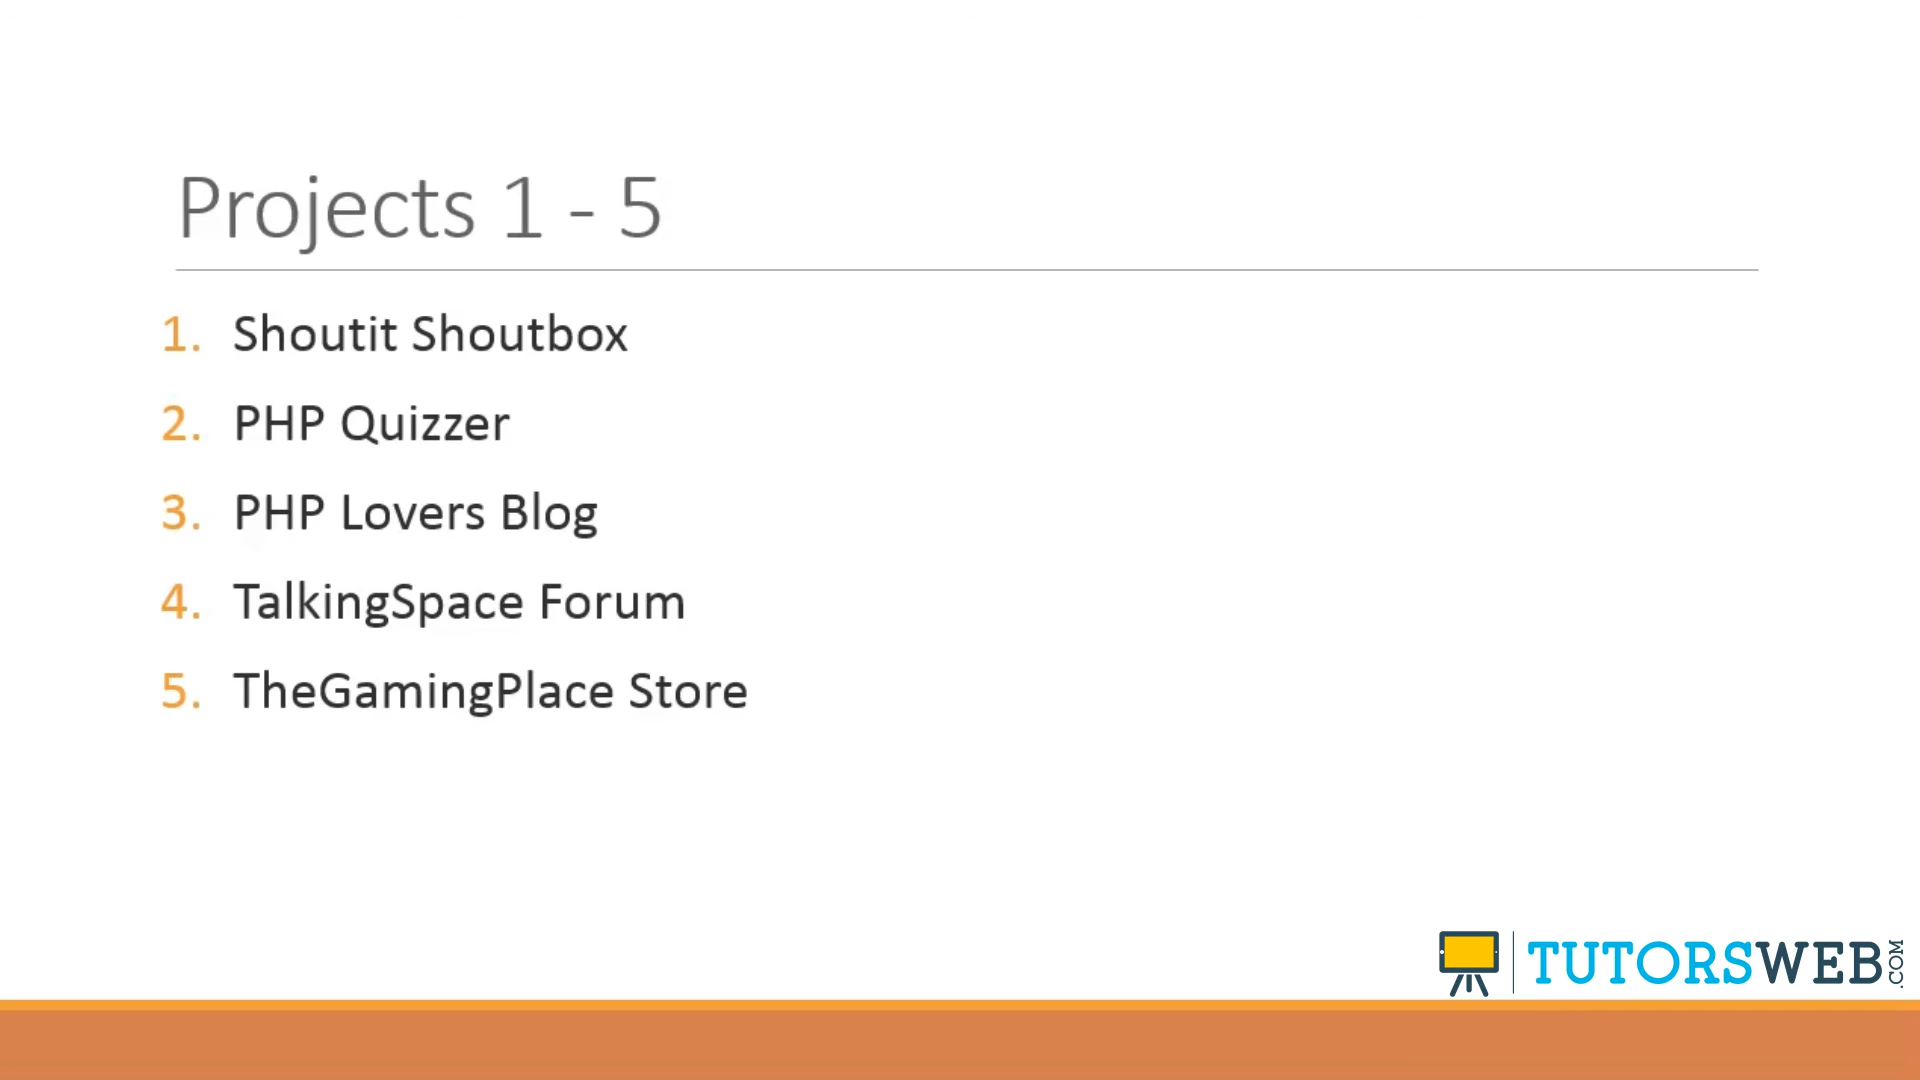 Projects 1 - 5
1. Shoutit Shoutbox
2. PHP Quizzer
3. PHP Lovers Blog
4. TalkingSpace Forum
5. TheGamingPlace Store
TUTORSWEB.COM